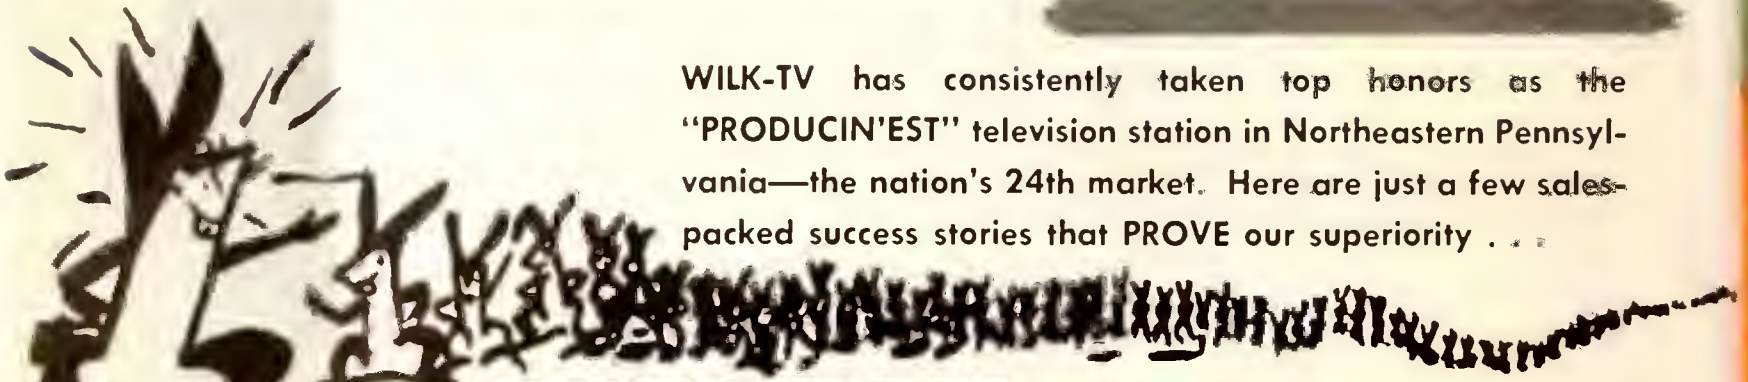 WILK-TV has consistently taken top honors as the
“PRODUCIN'EST” television station in Northeastern Pennsyl-
vania—the nation's 24th market. Here are just a few sales-
packed success stories that PROVE our superiority . . .